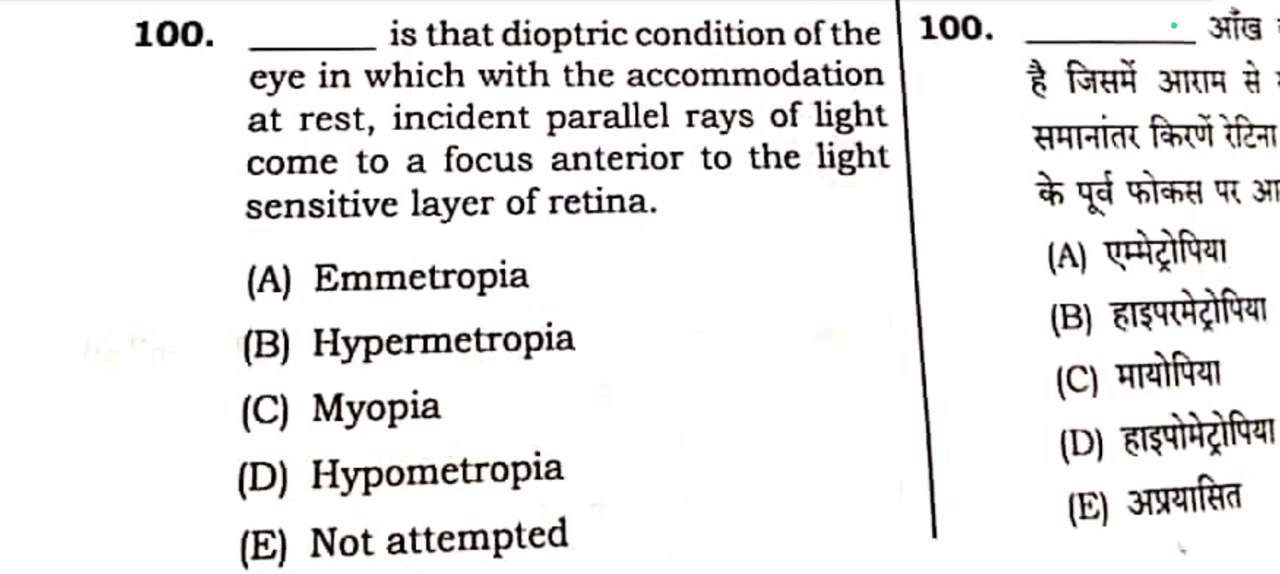 100. ______ is that dioptric condition of the
eye in which with the accommodation
at rest, incident parallel rays of light
come to a focus anterior to the light
sensitive layer of retina.
(A) Emmetropia
(B) Hypermetropia
(C) Myopia
(D) Hypometropia
(E) Not attempted
100. ________ आँख
है जिसमें आराम से
समानांतर किरणें रेटिना
के पूर्व फोकस पर
(A) एम्मेट्रोपिया
(B) हाइपरमेट्रोपिया
(C) मायोपिया
(D) हाइपोमेट्रोपिया
(E) अप्रयासित